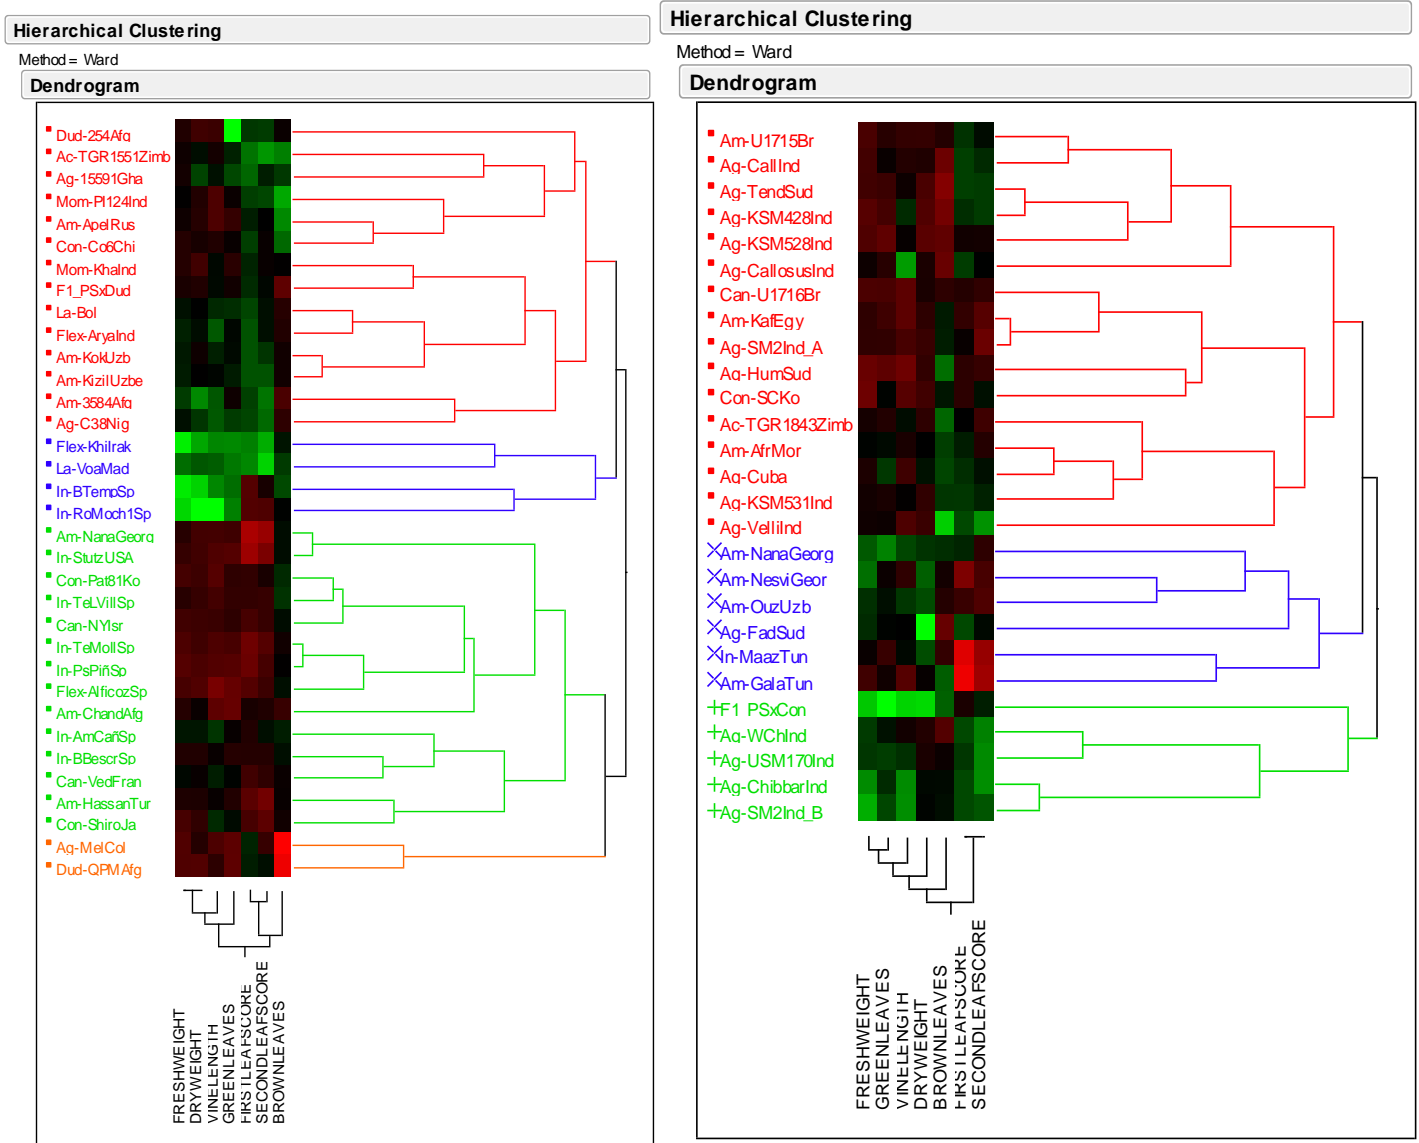 Hierarchical Clustering
Method = Ward
Dendrogram
Dud-254Afg
Ac-TGR1551Zimb
Ag-15591Gha
Mom-PI124Ind
Am-ApelRus
Con-Co6Chi
Mom-KhaInd
F1_PSxDud
La-Bol
Flex-AryaInd
Am-KokUzb
Am-KizilUzbe
Am-3584Afg
Ag-C38Nig
Flex-KhiIrak
La-VoaMad
In-BTempSp
In-RoMoch1Sp
Am-NanaGeorg
In-StutzUSA
Con-Pat81Ko
In-TeLVillSp
Can-NYIsr
In-TeMollSp
In-PsPiñSp
Flex-AlficozSp
Am-ChandAfg
In-AmCañSp
In-BBescrSp
Can-VedFran
Am-HassanTur
Con-ShiroJa
Ag-MelCol
Dud-QPMAfg
FRESHWEIGHT
DRYWEIGHT
VINELENGTH
GREENLEAVES
FIRSTLEAFSCORE
SECONDLEAFSCORE
BROWNLEAVES
Hierarchical Clustering
Method = Ward
Dendrogram
Am-U1715Br
Ag-CallInd
Ag-TendSud
Ag-KSM428Ind
Ag-KSM528Ind
Ag-CallosusInd
Can-U1716Br
Am-KafEgy
Ag-SM2Ind_A
Ag-HumSud
Con-SCKo
Ac-TGR1843Zimb
Am-AfrMor
Ag-Cuba
Ag-KSM531Ind
Ag-VelliInd
Am-NanaGeorg
Am-NesviGeor
Am-OuzUzb
Ag-FadSud
In-MaazTun
Am-GalaTun
F1_PSxCon
Ag-WChInd
Ag-USM170Ind
Ag-ChibbarInd
Ag-SM2Ind_B
FRESHWEIGHT
GREENLEAVES
VINELENGTH
DRYWEIGHT
BROWNLEAVES
FIRSTLEAFSCORE
SECONDLEAFSCORE